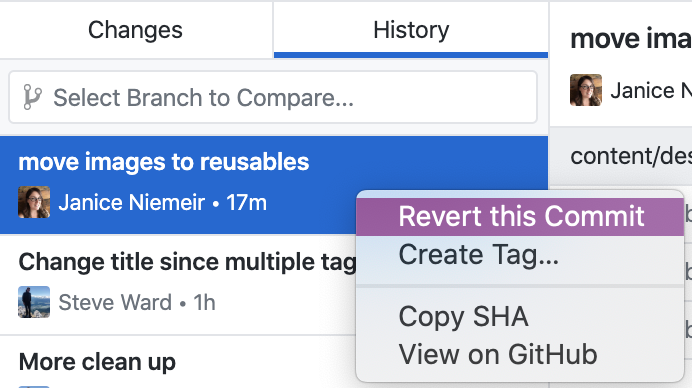 Changes
History
move ima
Janice N
Select Branch to Compare...
content/des
move images to reusables
Janice Niemeir • 17m
Revert this Commit
Create Tag...
Copy SHA
View on GitHub
Change title since multiple tag
Steve Ward • 1h
More clean up